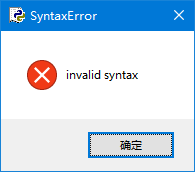 SyntaxError
invalid syntax
确定